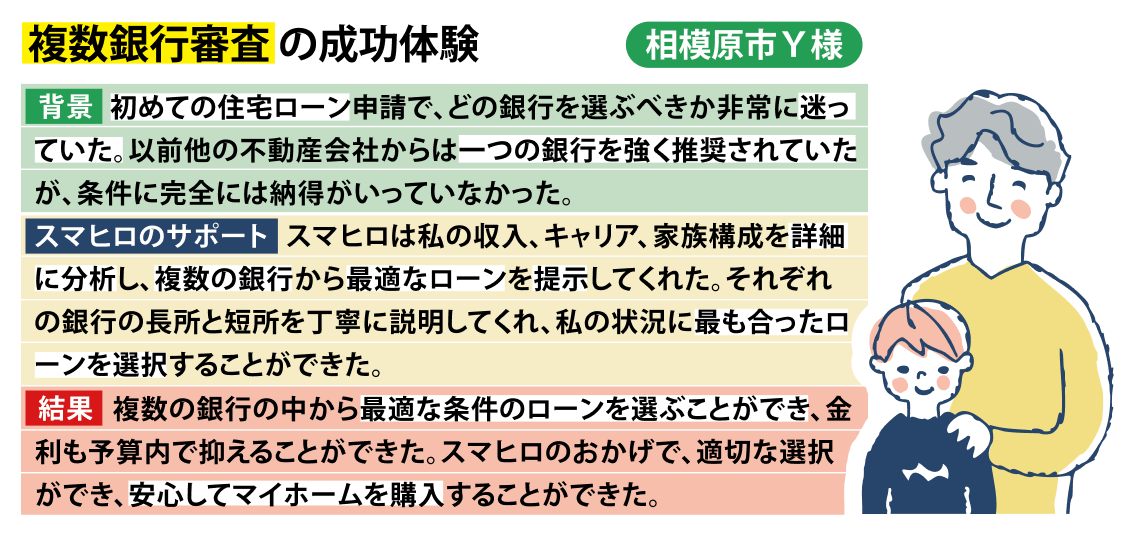 複数銀行審査の成功体験
相模原市Y様
背景 初めての住宅ローン申請で、どの銀行を選ぶべきか非常に迷っ
ていた。以前他の不動産会社からは一つの銀行を強く推奨されていた
が、条件に完全には納得がいっていなかった。
スマヒロのサポート スマヒロは私の収入、キャリア、家族構成を詳細
に分析し、複数の銀行から最適なローンを提示してくれた。それぞれ
の銀行の長所と短所を丁寧に説明してくれ、私の状況に最も合ったロ
ーンを選択することができた。
結果 複数の銀行の中から最適な条件のローンを選ぶことができ、金
利も予算内で抑えることができた。スマヒロのおかげで、適切な選択
ができ、安心してマイホームを購入することができた。